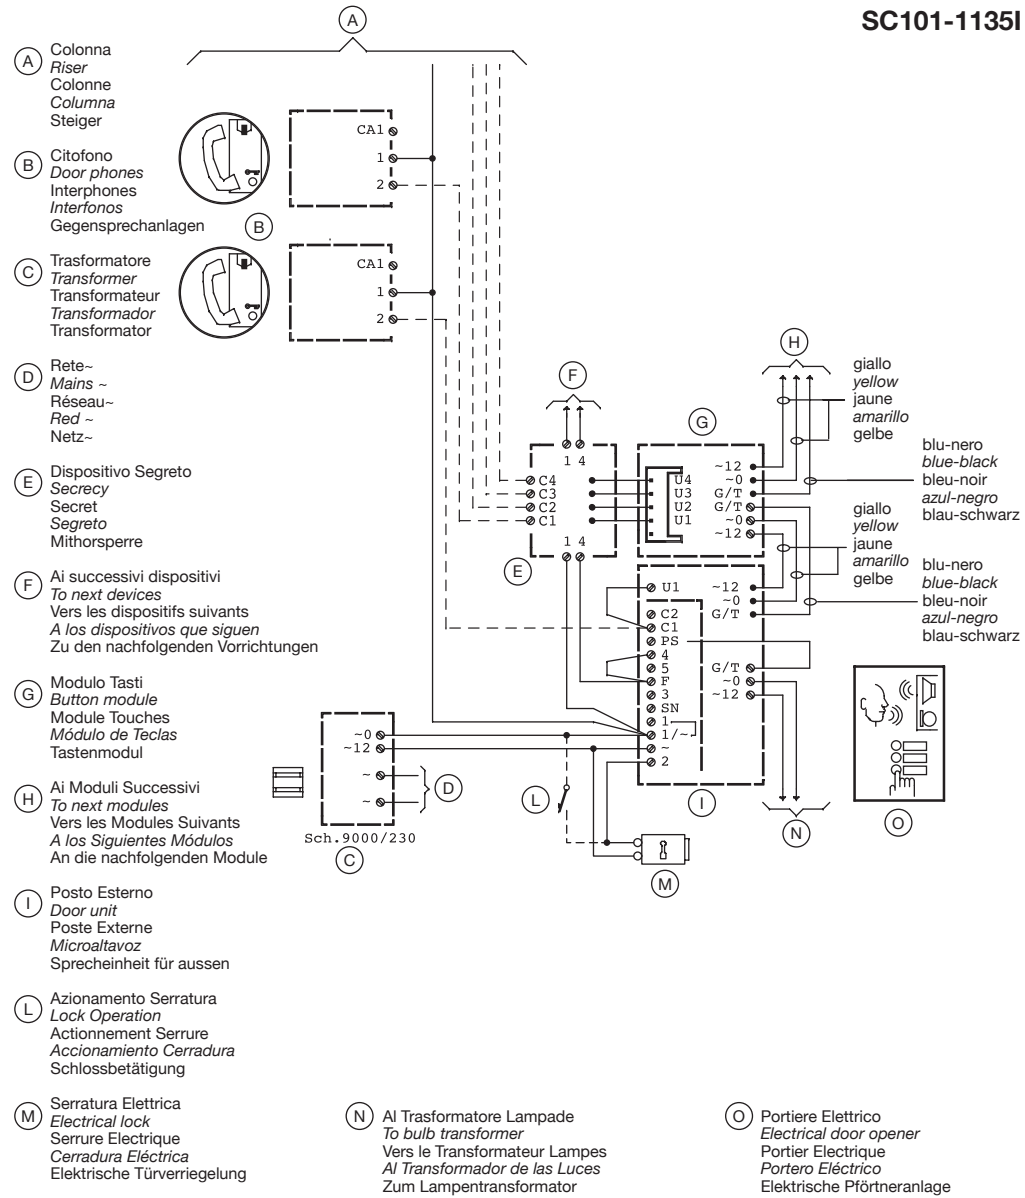 SC101-1135I
A
A
Colonna
Riser
Colonne
Columna
Steiger
B
Citofono
Door phones
Interphones
Interfonos
Gegensprechanlagen
C
Trasformatore
Transformer
Transformateur
Transformador
Transformator
D
Rete~
Mains ~
Réseau~
Red ~
Netz~
E
Dispositivo Segreto
Secrecy
Secret
Segreto
Mithorsperre
F
Ai successivi dispositivi
To next devices
Vers les dispositifs suivants
A los dispositivos que siguen
Zu den nachfolgenden Vorrichtungen
G
Modulo Tasti
Button module
Module Touches
Módulo de Teclas
Tastenmodul
H
Ai Moduli Successivi
To next modules
Vers les Modules Suivants
A los Siguientes Módulos
An die nachfolgenden Module
I
Posto Esterno
Door unit
Poste Externe
Microaltavoz
Sprecheinheit für aussen
L
Azionamento Serratura
Lock Operation
Actionnement Serrure
Accionamiento Cerradura
Schlossbetätigung
M
Serratura Elettrica
Electrical lock
Serrure Electrique
Cerradura Eléctrica
Elektrische Türverriegelung
N
Al Trasformatore Lampade
To bulb transformer
Vers le Transformateur Lampes
Al Transformador de las Luces
Zum Lampentransformator
O
Portiere Elettrico
Electrical door opener
Portier Electrique
Portero Eléctrico
Elektrische Pförtneranlage
CA1
1
2
B
CA1
1
2
F
1 4
C4
C3
C2
C1
1 4
E
G
U4
U3
U2
U1
~12
~0
G/T
G/T
~0
~12
H
giallo
yellow
jaune
amarillo
gelbe
blu-nero
blue-black
bleu-noir
azul-negro
blau-schwarz
giallo
yellow
jaune
amarillo
gelbe
blu-nero
blue-black
bleu-noir
azul-negro
blau-schwarz
U1
C2
C1
PS
4
5
F
3
SN
1
1/~
~
2
~12
~0
G/T
G/T
~0
~12
I
N
O
~0
~12
~
~
D
Sch.9000/230
C
L
M